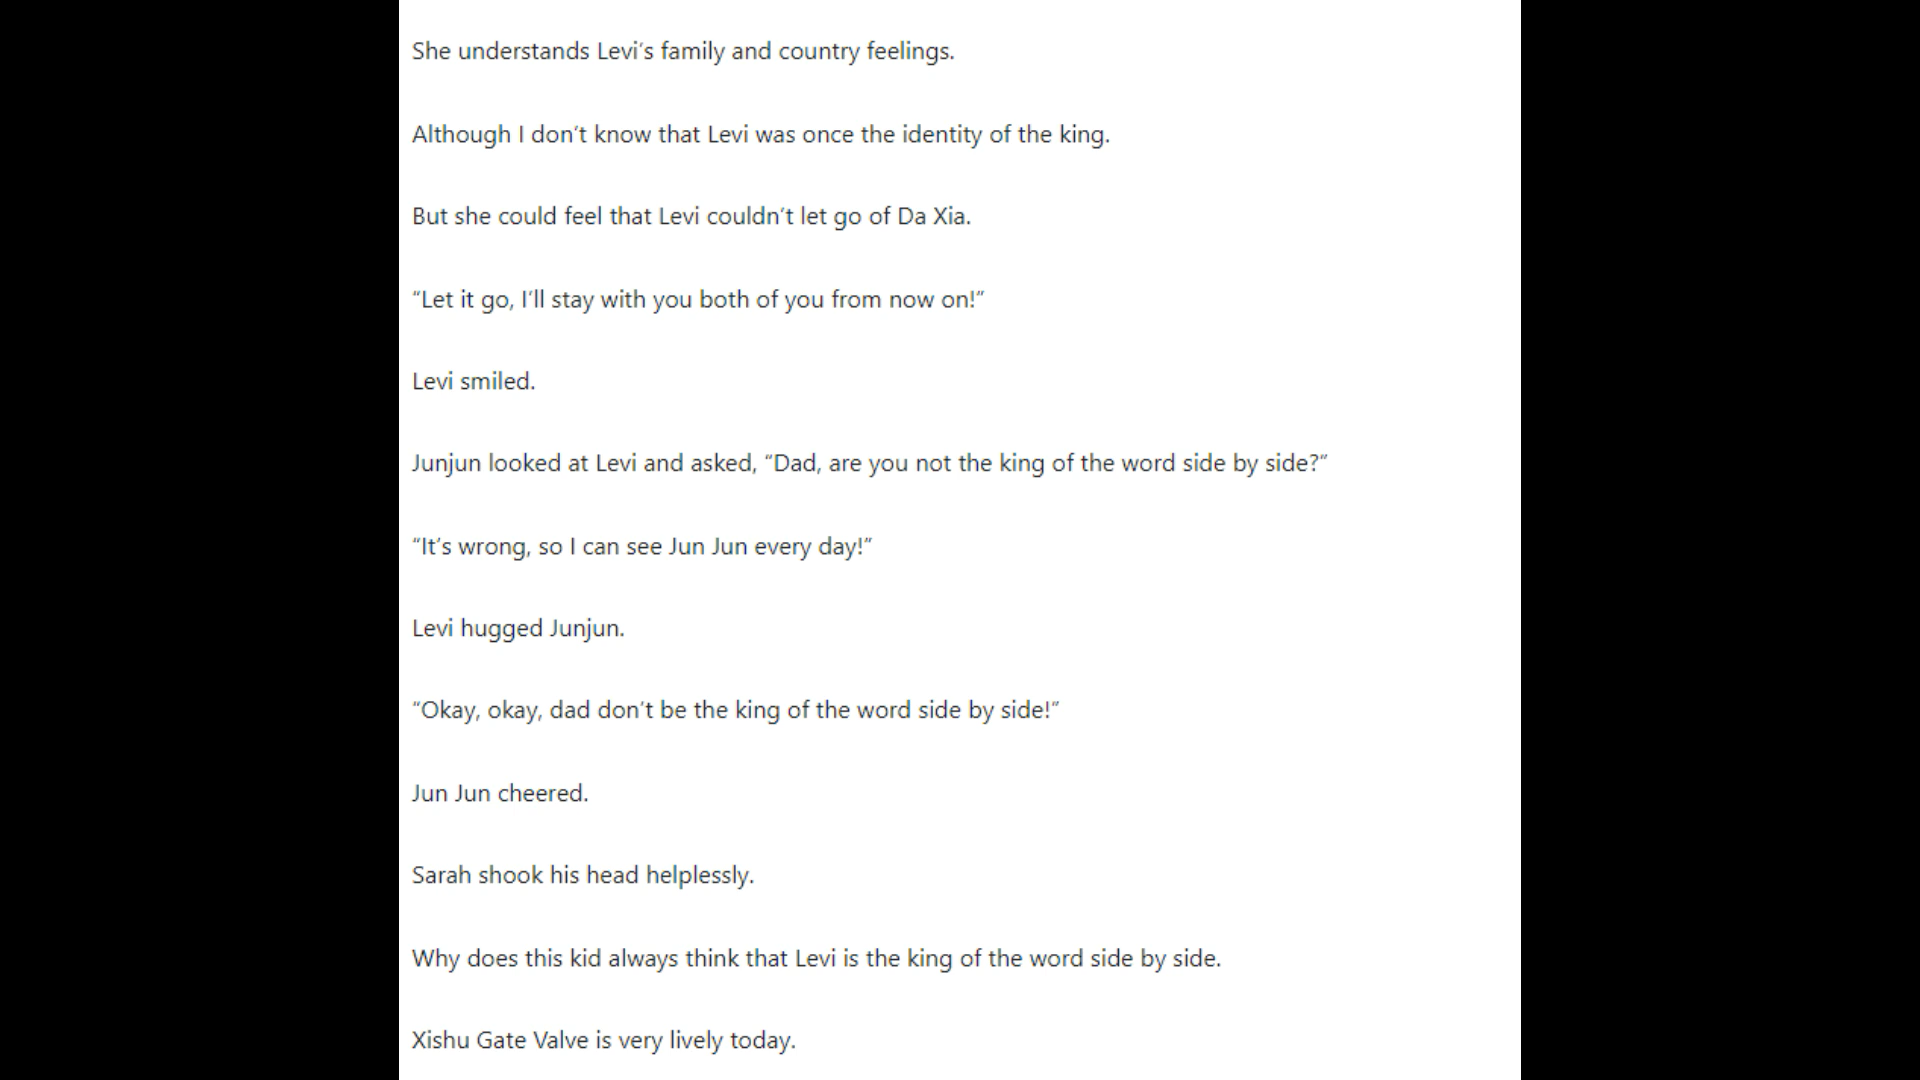 She understands Levi’s family and country feelings.
Although I don’t know that Levi was once the identity of the king.
But she could feel that Levi couldn’t let go of Da Xia.
“Let it go, I’ll stay with you both of you from now on!”
Levi smiled.
Junjun looked at Levi and asked, “Dad, are you not the king of the word side by side?”
“It’s wrong, so I can see Jun Jun every day!”
Levi hugged Junjun.
“Okay, okay, dad don’t be the king of the word side by side!”
Jun Jun cheered.
Sarah shook his head helplessly.
Why does this kid always think that Levi is the king of the word side by side.
Xishu Gate Valve is very lively today.